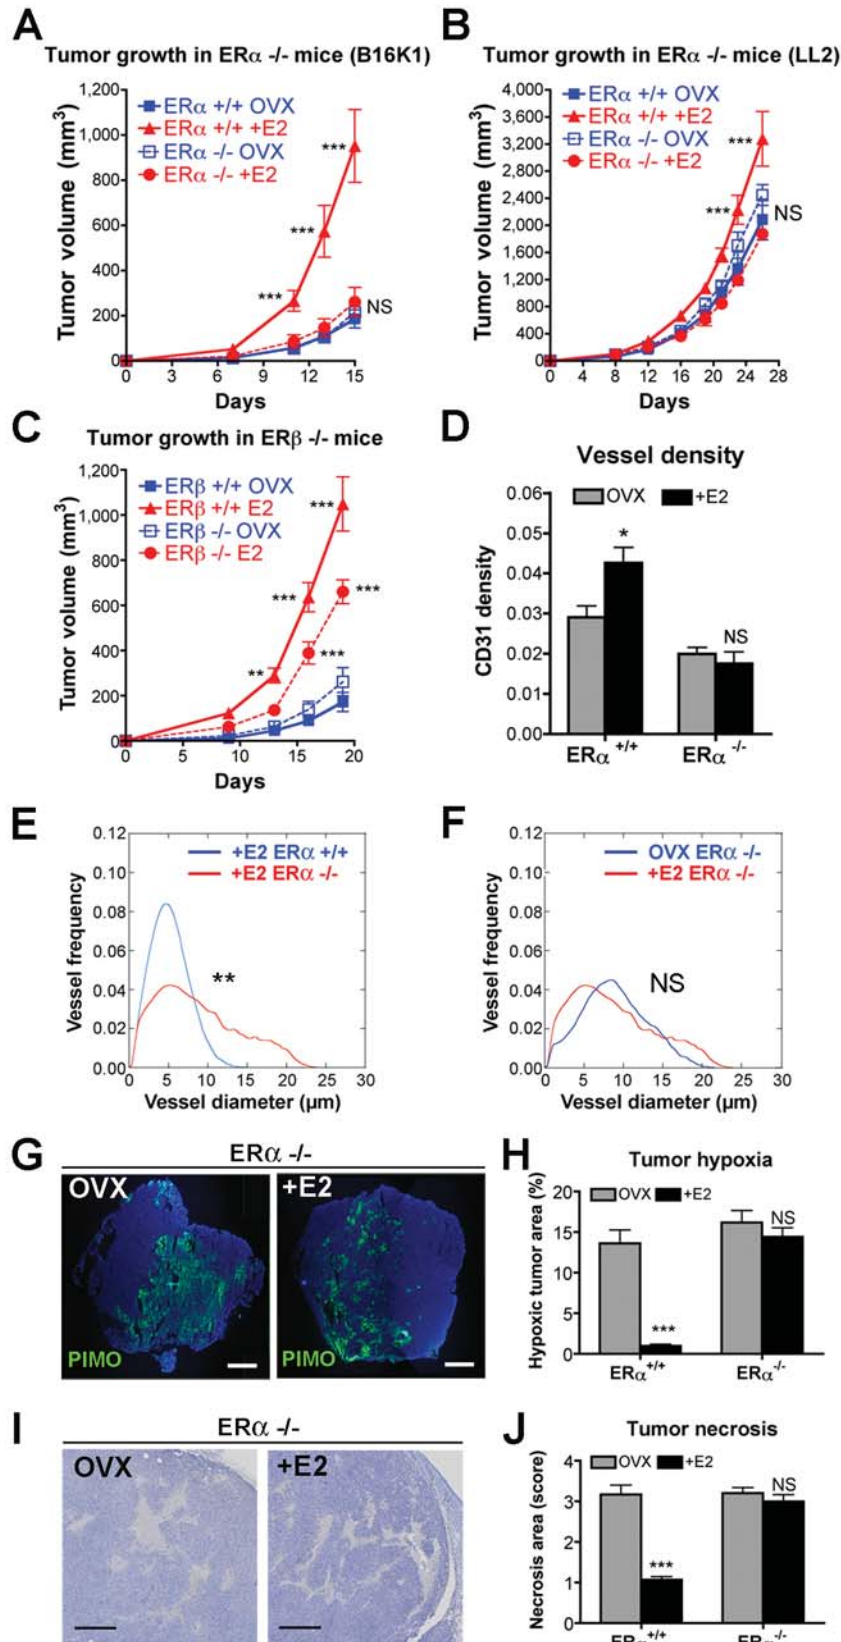 A
Tumor growth in ERα -/- mice (B16K1)
Tumor volume (mm³)
1,200
1,000
800
600
400
200
0
ERα +/+ OVX
ERα +/+ +E2
ERα -/- OVX
ERα -/- +E2
***
***
***
NS
0 3 6 9 12 15
Days
B
Tumor growth in ERα -/- mice (LL2)
Tumor volume (mm³)
4,000
3,600
3,200
2,800
2,400
2,000
1,600
1,200
800
400
0
ERα +/+ OVX
ERα +/+ +E2
ERα -/- OVX
ERα -/- +E2
***
***
NS
0 4 8 12 16 20 24 28
Days
C
Tumor growth in ERβ -/- mice
Tumor volume (mm³)
1,200
1,000
800
600
400
200
0
ERβ +/+ OVX
ERβ +/+ E2
ERβ -/- OVX
ERβ -/- E2
***
***
***
***
**
0 5 10 15 20
Days
D
Vessel density
CD31 density
0.06
0.05
0.04
0.03
0.02
0.01
0.00
OVX +E2
*
NS
ERα +/+ ERα -/-
E
Vessel frequency
0.12
0.10
0.08
0.06
0.04
0.02
0.00
+E2 ERα +/+
+E2 ERα -/-
**
0 5 10 15 20 25 30
Vessel diameter (µm)
F
Vessel frequency
0.12
0.10
0.08
0.06
0.04
0.02
0.00
OVX ERα -/-
+E2 ERα -/-
NS
0 5 10 15 20 25 30
Vessel diameter (µm)
G
ERα -/-
OVX +E2
PIMO PIMO
H
Tumor hypoxia
Hypoxic tumor area (%)
20
15
10
5
0
OVX +E2
***
NS
ERα+/+ ERα-/-
I
ERα -/-
OVX +E2
J
Tumor necrosis
Necrosis area (score)
4
3
2
1
0
OVX +E2
***
NS
ERα+/+ ERα-/-